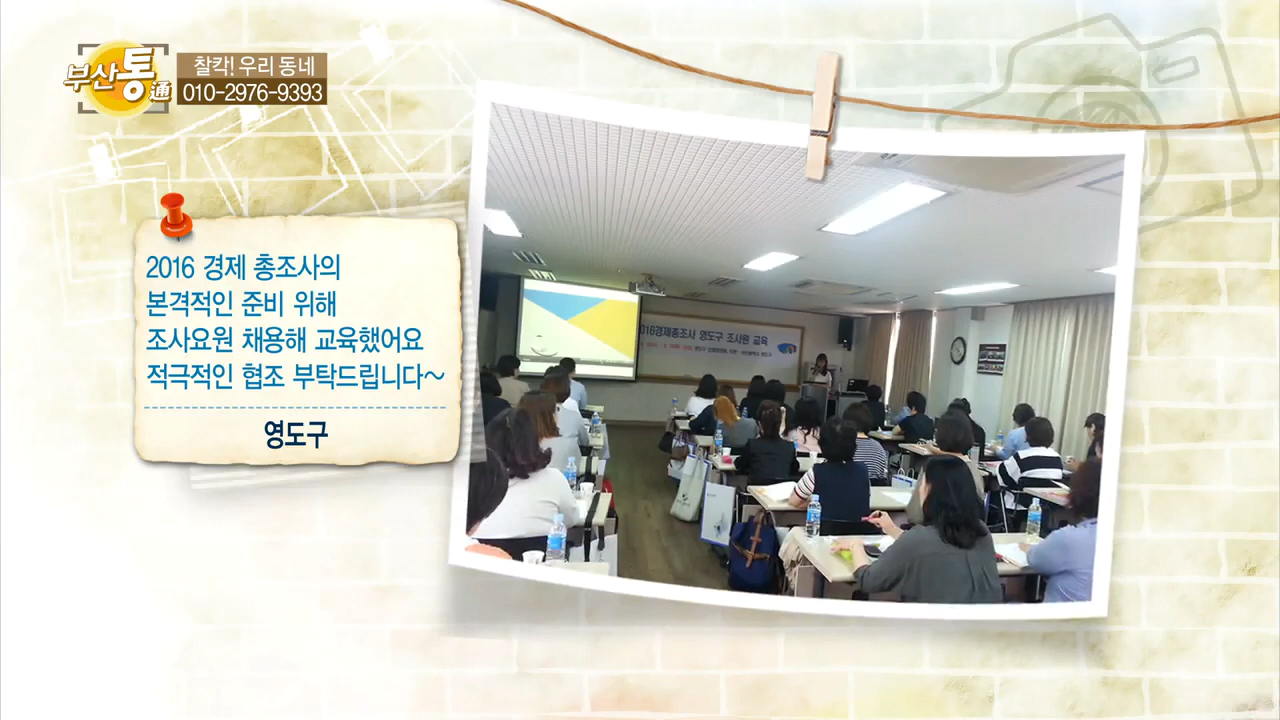 부산통通
찰칵! 우리 동네
010-2976-9393
2016 경제 총조사의
본격적인 준비 위해
조사요원 채용해 교육했어요
적극적인 협조 부탁드립니다~
영도구
016경제총조사 영도구 조사원 교육